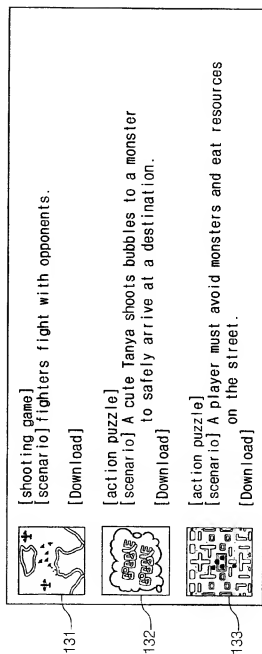 [shooting game]
[scenario] fighters fight with opponents.
[Download]
131
[action puzzle]
[scenario] A cute Tanya shoots bubbles to a monster
to safely arrive at a destination.
[Download]
132
[action puzzle]
[scenario] A player must avoid monsters and eat resources
on the street.
[Download]
133